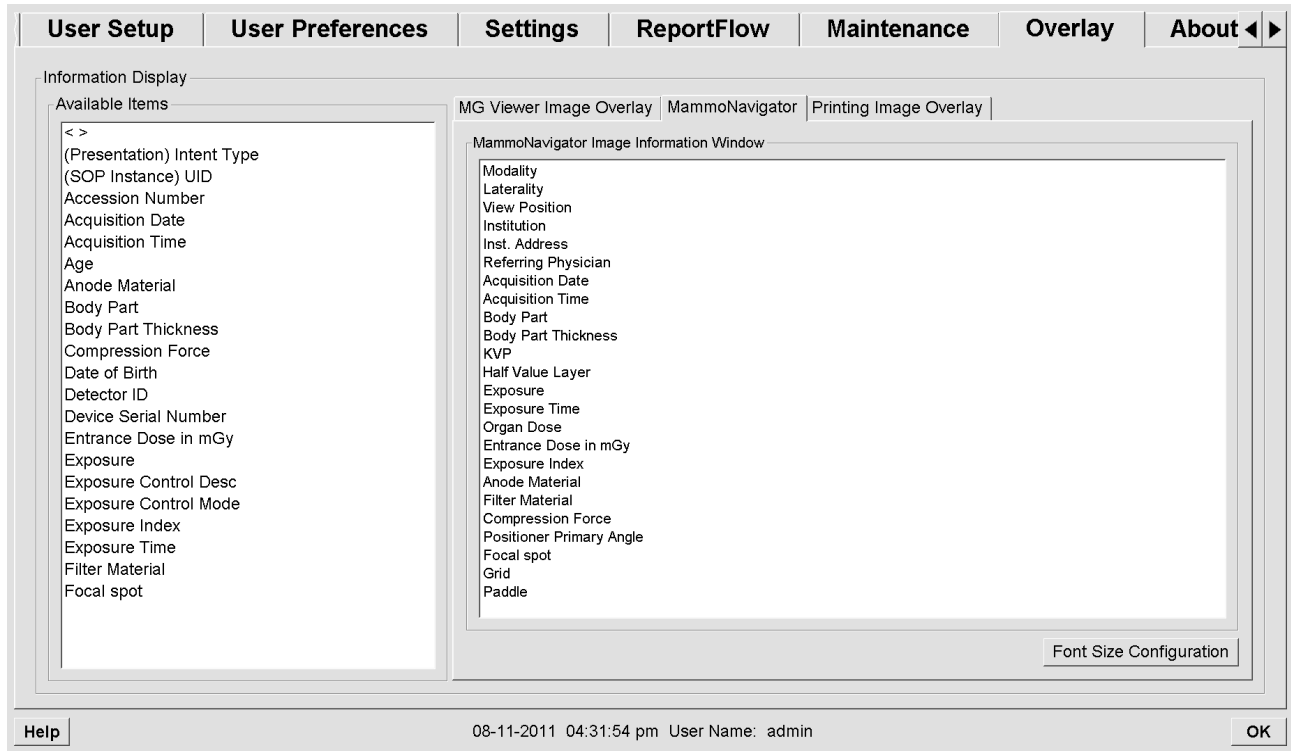 User Setup User Preferences Settings ReportFlow Maintenance Overlay About
Information Display
Available Items
< >
(Presentation) Intent Type
(SOP Instance) UID
Accession Number
Acquisition Date
Acquisition Time
Age
Anode Material
Body Part
Body Part Thickness
Compression Force
Date of Birth
Detector ID
Device Serial Number
Entrance Dose in mGy
Exposure
Exposure Control Desc
Exposure Control Mode
Exposure Index
Exposure Time
Filter Material
Focal spot
MG Viewer Image Overlay MammoNavigator Printing Image Overlay
MammoNavigator Image Information Window
Modality
Laterality
View Position
Institution
Inst. Address
Referring Physician
Acquisition Date
Acquisition Time
Body Part
Body Part Thickness
KVP
Half Value Layer
Exposure
Exposure Time
Organ Dose
Entrance Dose in mGy
Exposure Index
Anode Material
Filter Material
Compression Force
Positioner Primary Angle
Focal spot
Grid
Paddle
Font Size Configuration
Help 08-11-2011 04:31:54 pm User Name: admin OK